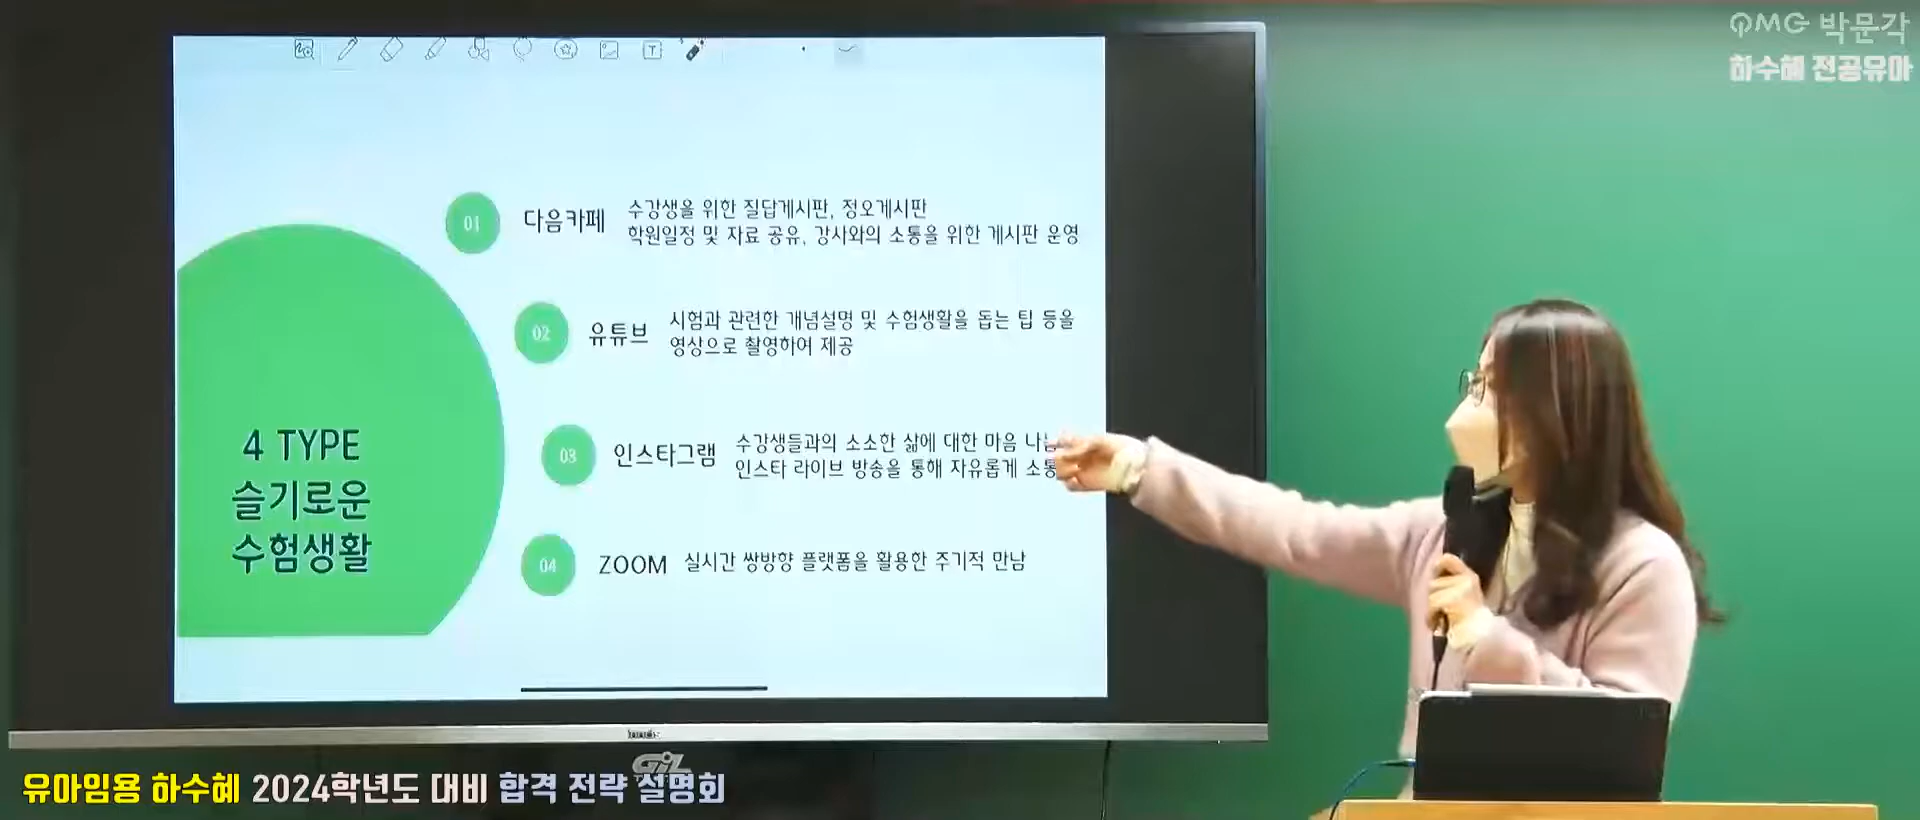 PMG 박문각
하수혜 전공유아
01 다음카페
수강생을 위한 질답게시판, 정오게시판
학원일정 및 자료 공유, 강사와의 소통을 위한 게시판 운영
02 유튜브
시험과 관련한 개념설명 및 수험생활을 돕는 팁 등을
영상으로 촬영하여 제공
03 인스타그램
수강생들과의 소소한 삶에 대한 마음
인스타 라이브 방송을 통해 자유롭게
04 ZOOM 실시간 쌍방향 플랫폼을 활용한 주기적 만남
4 TYPE
슬기로운
수험생활
유아임용 하수혜 2024학년도 대비 합격 전략 설명회